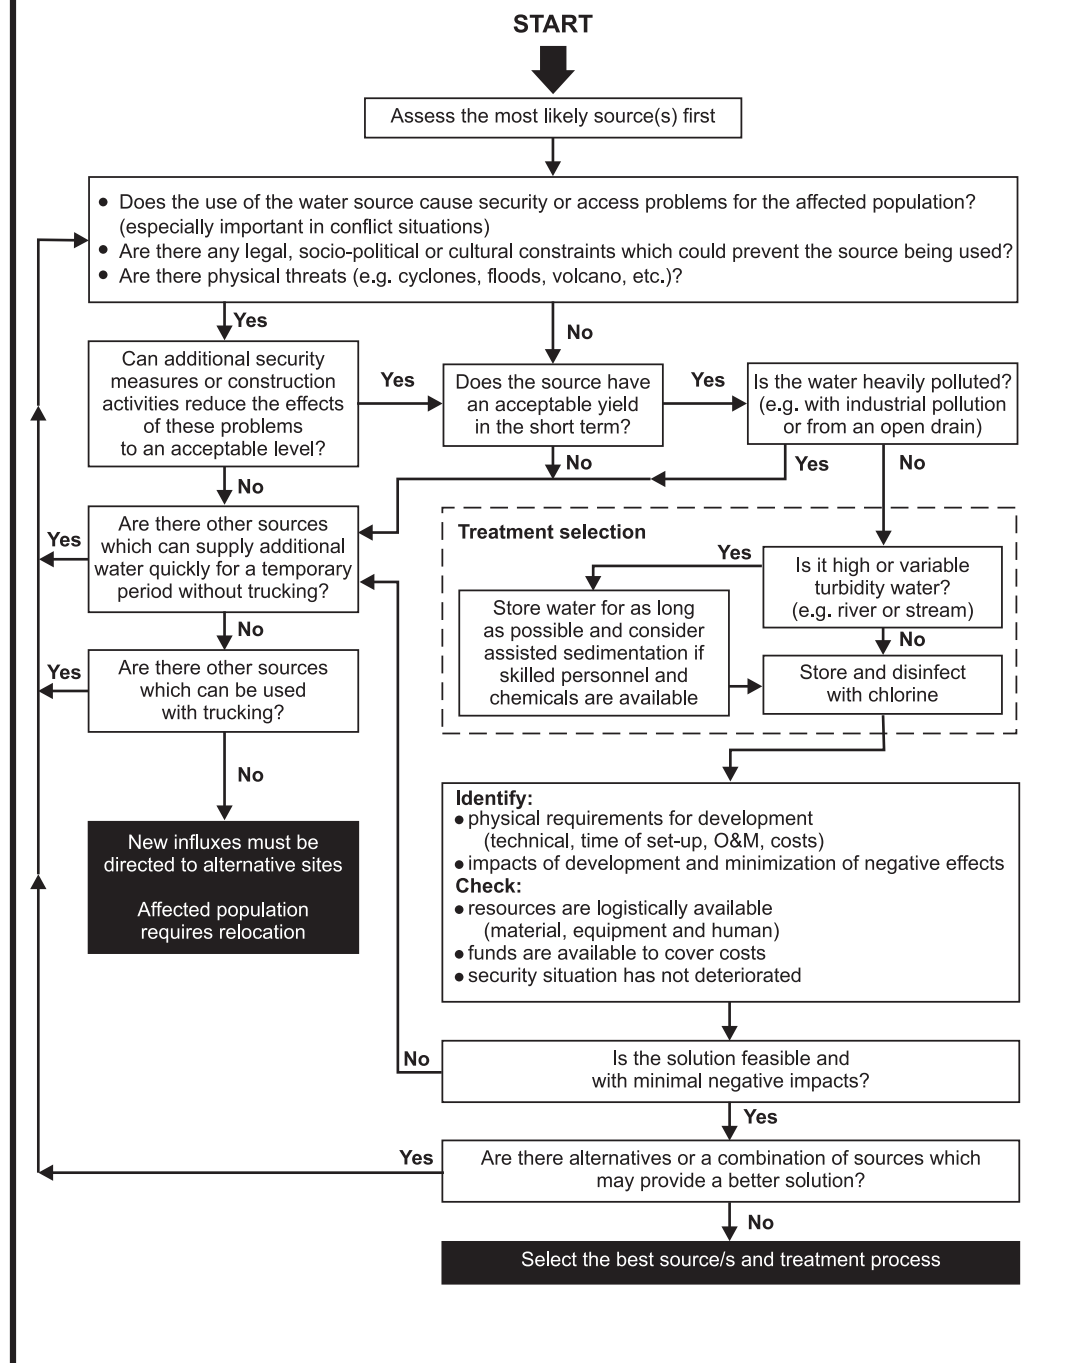 START
Assess the most likely source(s) first
• Does the use of the water source cause security or access problems for the affected population?
(especially important in conflict situations)
• Are there any legal, socio-political or cultural constraints which could prevent the source being used?
• Are there physical threats (e.g. cyclones, floods, volcano, etc.)?
Yes
No
Can additional security
measures or construction
activities reduce the effects
of these problems
to an acceptable level?
Yes
Does the source have
an acceptable yield
in the short term?
Yes
Is the water heavily polluted?
(e.g. with industrial pollution
or from an open drain)
No
No
Yes
No
Are there other sources
which can supply additional
water quickly for a temporary
period without trucking?
Yes
No
Treatment selection
Yes
Is it high or variable
turbidity water?
(e.g. river or stream)
No
Store water for as long
as possible and consider
assisted sedimentation if
skilled personnel and
chemicals are available
Store and disinfect
with chlorine
Are there other sources
which can be used
with trucking?
Yes
No
New influxes must be
directed to alternative sites
Affected population
requires relocation
Identify:
• physical requirements for development
(technical, time of set-up, O&M, costs)
• impacts of development and minimization of negative effects
Check:
• resources are logistically available
(material, equipment and human)
• funds are available to cover costs
• security situation has not deteriorated
No
Is the solution feasible and
with minimal negative impacts?
Yes
Yes
Are there alternatives or a combination of sources which
may provide a better solution?
No
Select the best source/s and treatment process